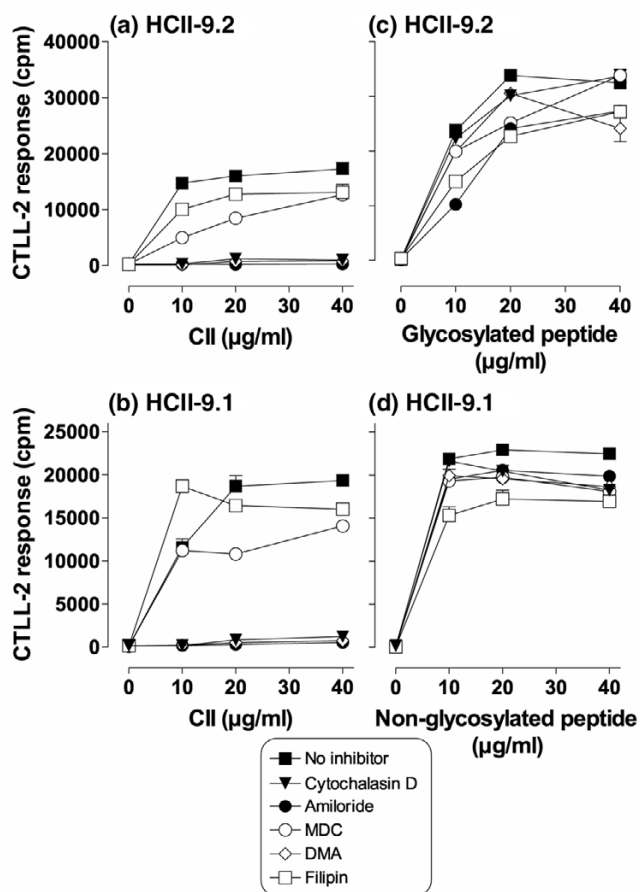 (a) HCII-9.2
CTLL-2 response (cpm)
40000
30000
20000
10000
0
0 10 20 30 40
CII (µg/ml)
(c) HCII-9.2
0 10 20 30 40
Glycosylated peptide
(µg/ml)
(b) HCII-9.1
CTLL-2 response (cpm)
25000
20000
15000
10000
5000
0
0 10 20 30 40
CII (µg/ml)
(d) HCII-9.1
0 10 20 30 40
Non-glycosylated peptide
(µg/ml)
No inhibitor
Cytochalasin D
Amiloride
MDC
DMA
Filipin